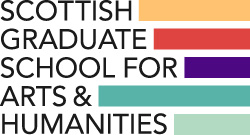 SCOTTISH
GRADUATE
SCHOOL FOR
ARTS &
HUMANITIES